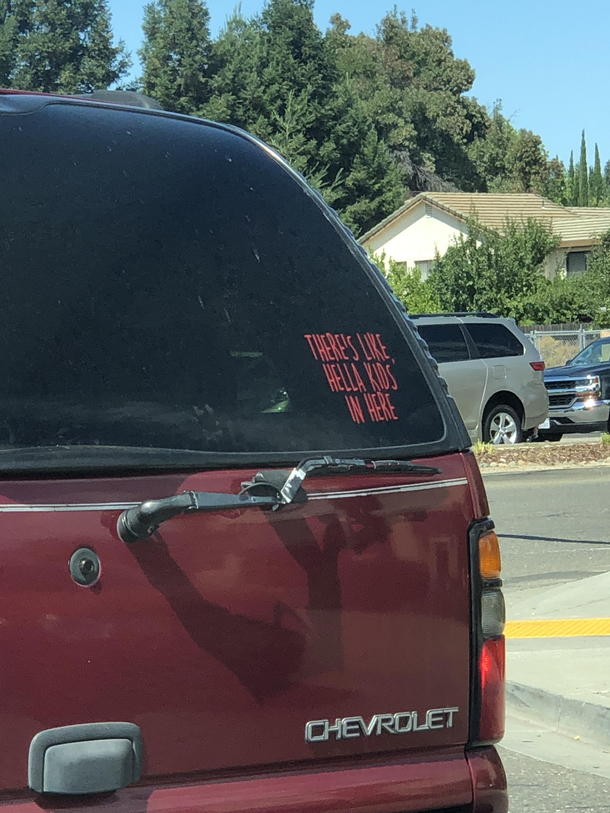 THERE'S LIKE,
HELLA KIDS
IN HERE
CHEVROLET